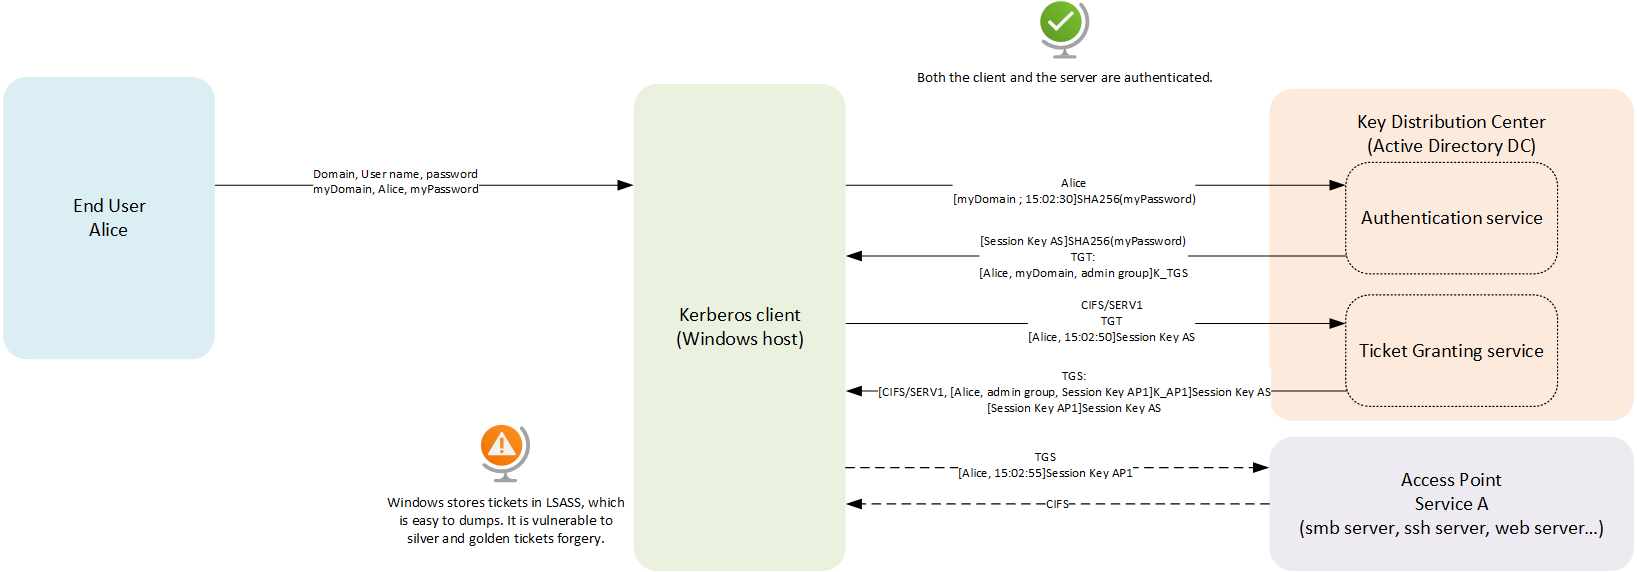 Both the client and the server are authenticated.
Key Distribution Center
(Active Directory DC)
Domain, User name, password
myDomain, Alice, myPassword
End User
Alice
Alice
[myDomain ; 15:02:30]SHA256(myPassword)
Authentication service
[Session Key AS]SHA256(myPassword)
TGT:
[Alice, myDomain, admin group]K_TGS
Kerberos client
(Windows host)
CIFS/SERV1
TGT
[Alice, 15:02:50]Session Key AS
Ticket Granting service
TGS:
[CIFS/SERV1, [Alice, admin group, Session Key AP1]K_AP1]Session Key AS
[Session Key AP1]Session Key AS
Windows stores tickets in LSASS, which
is easy to dumps. It is vulnerable to
silver and golden tickets forgery.
TGS
[Alice, 15:02:55]Session Key AP1
CIFS
Access Point
Service A
(smb server, ssh server, web server...)